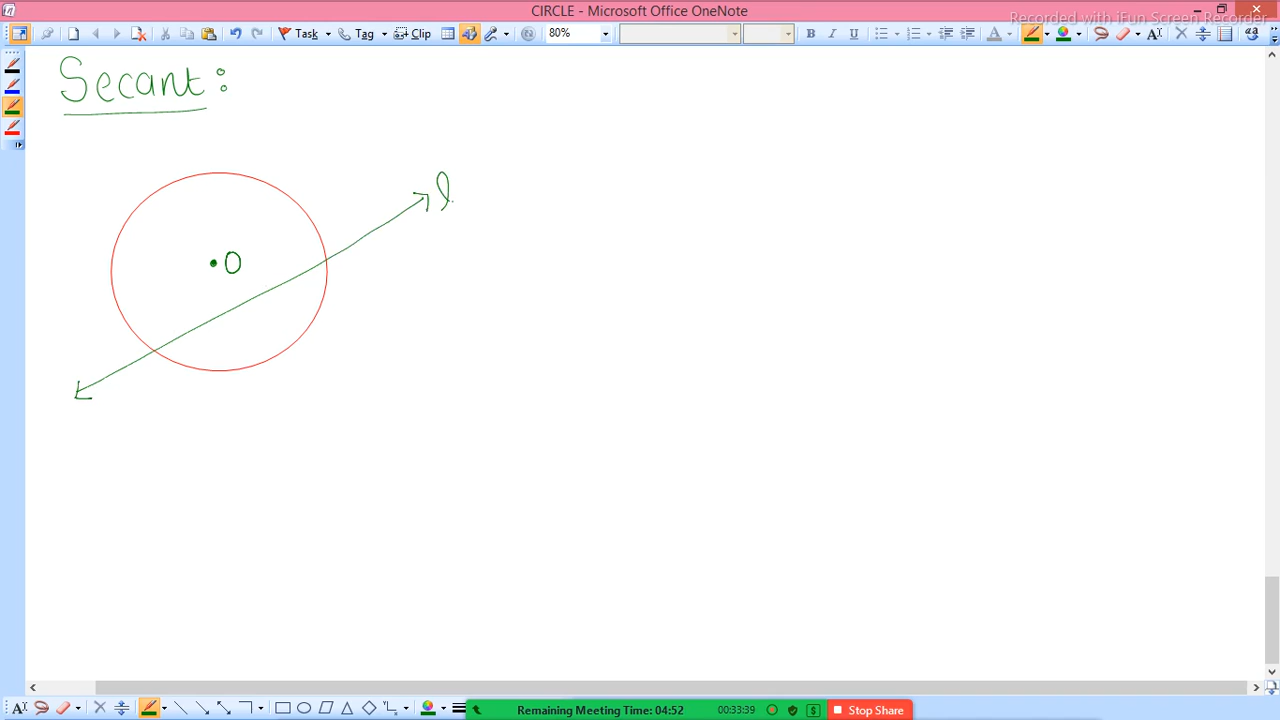 CIRCLE - Microsoft Office OneNote
Recorded with iFun Screen Recorder
Task Tag Clip 80% B I U
Secant:
l
O
Remaining Meeting Time: 04:52 00:33:39 Stop Share